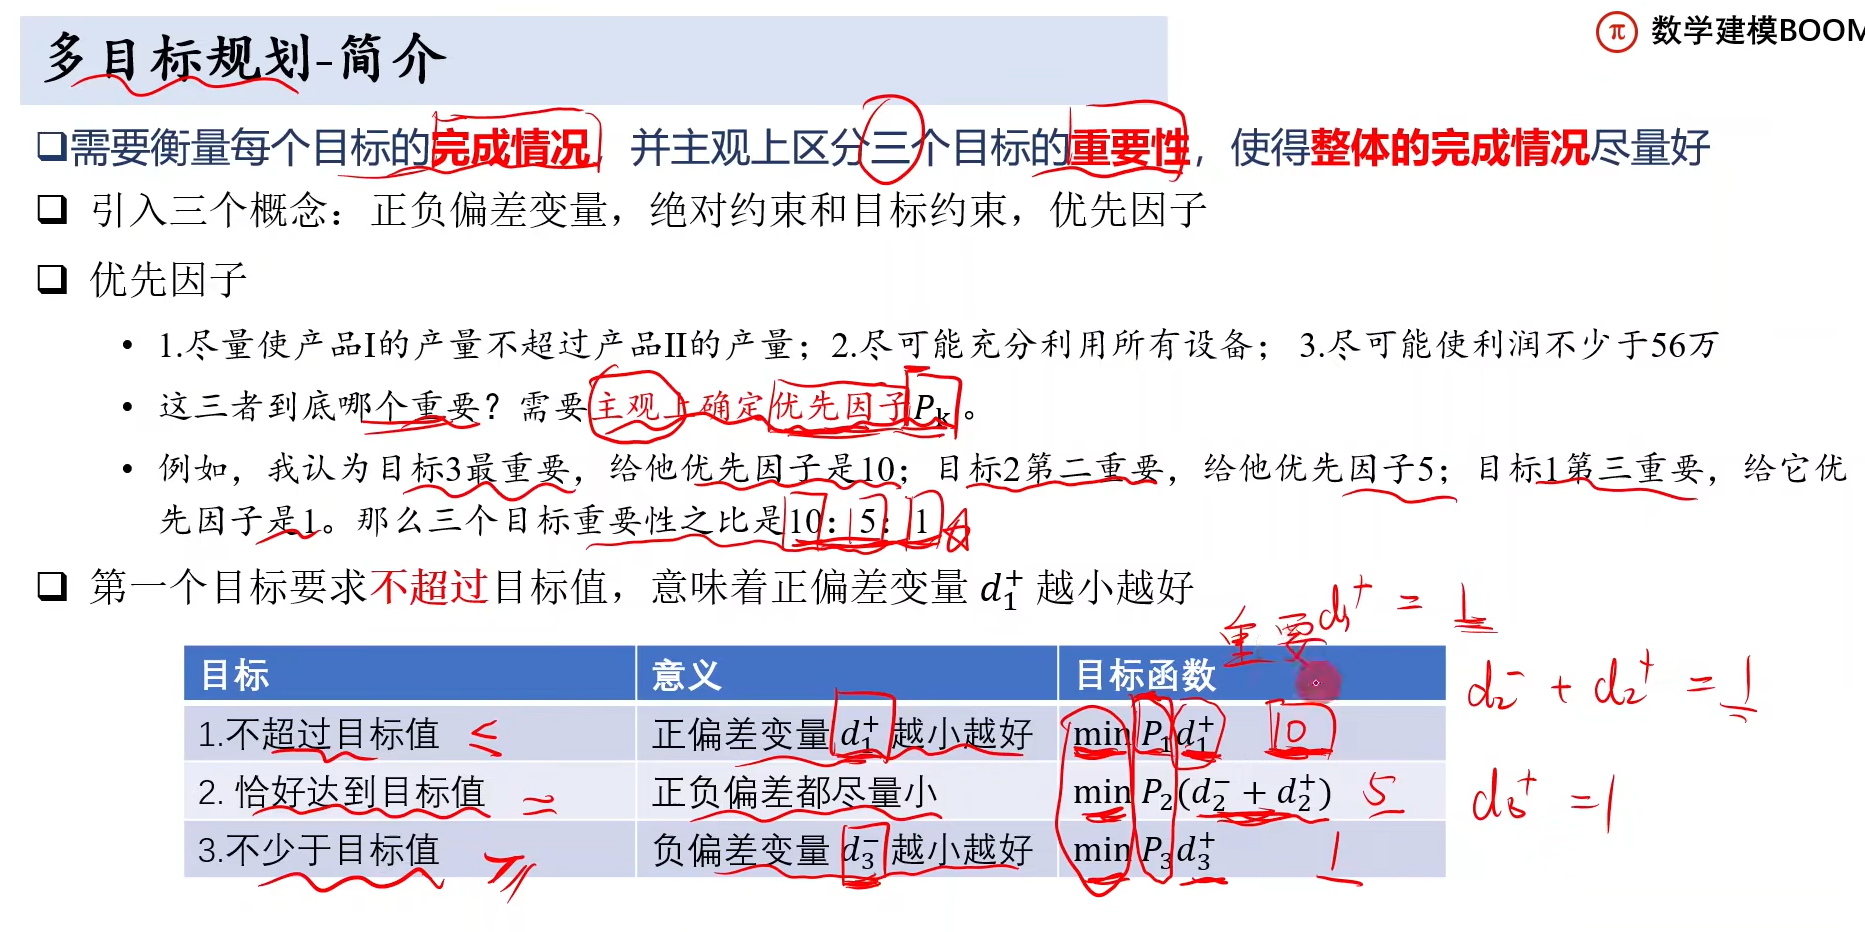 多目标规划-简介
数学建模BOOM
❑需要衡量每个目标的完成情况，并主观上区分三个目标的重要性，使得整体的完成情况尽量好
❑ 引入三个概念：正负偏差变量，绝对约束和目标约束，优先因子
❑ 优先因子
• 1.尽量使产品I的产量不超过产品II的产量；2.尽可能充分利用所有设备； 3.尽可能使利润不少于56万
• 这三者到底哪个重要？需要主观上确定优先因子Pₖ。
• 例如，我认为目标3最重要，给他优先因子是10；目标2第二重要，给他优先因子5；目标1第三重要，给它优
先因子是1。那么三个目标重要性之比是10：5：1
❑ 第一个目标要求不超过目标值，意味着正偏差变量 d₁⁺ 越小越好
重要 d₁⁺ = 1
目标 意义 目标函数
d₂⁻ + d₂⁺ = 1
1.不超过目标值 ≤ 正偏差变量 d₁⁺ 越小越好 min P₁d₁⁺ 10
2. 恰好达到目标值 = 正负偏差都尽量小 min P₂(d₂⁻ + d₂⁺) 5
d₃⁺ = 1
3.不少于目标值 ≥ 负偏差变量 d₃⁻ 越小越好 min P₃d₃⁺ 1